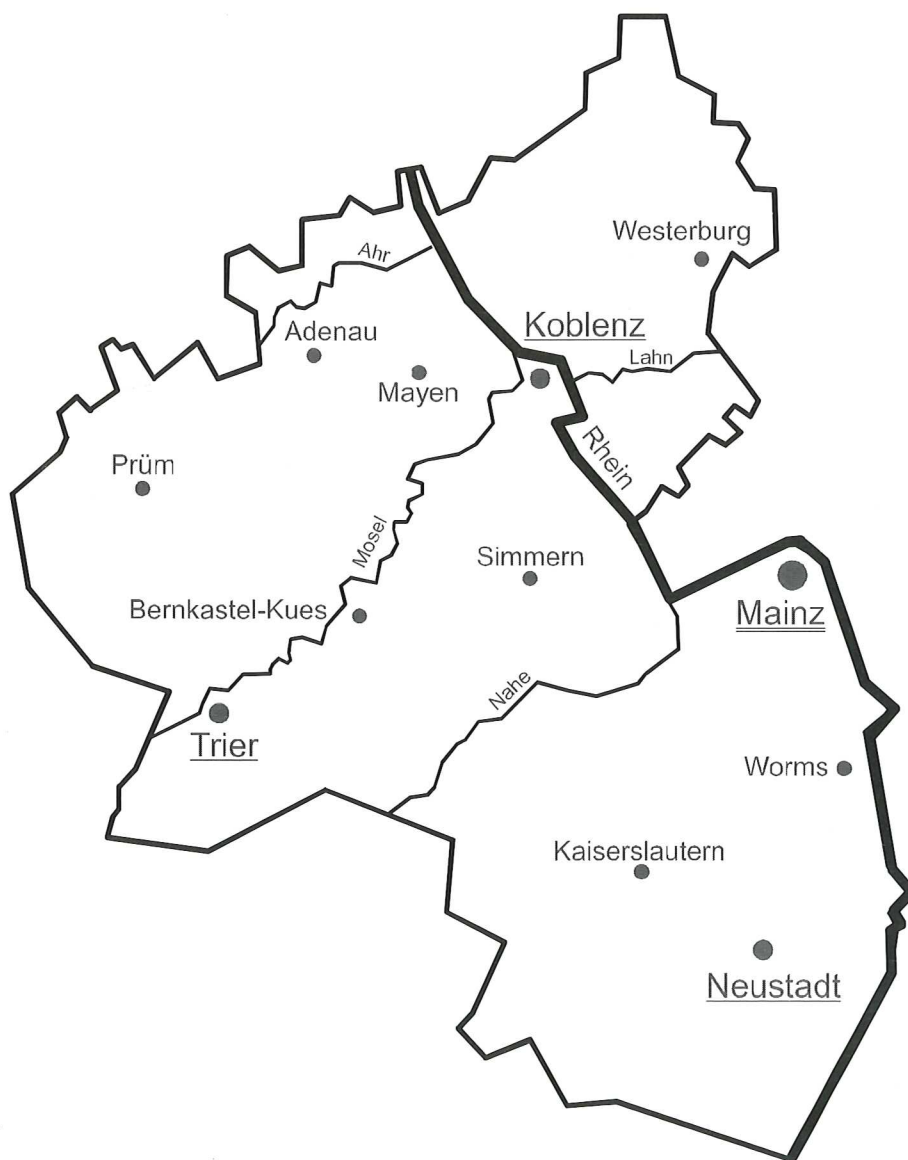 Westerburg
Ahr
Koblenz
Adenau
Lahn
Mayen
Rhein
Prüm
Mosel
Simmern
Bernkastel-Kues
Mainz
Nahe
Trier
Worms
Kaiserslautern
Neustadt